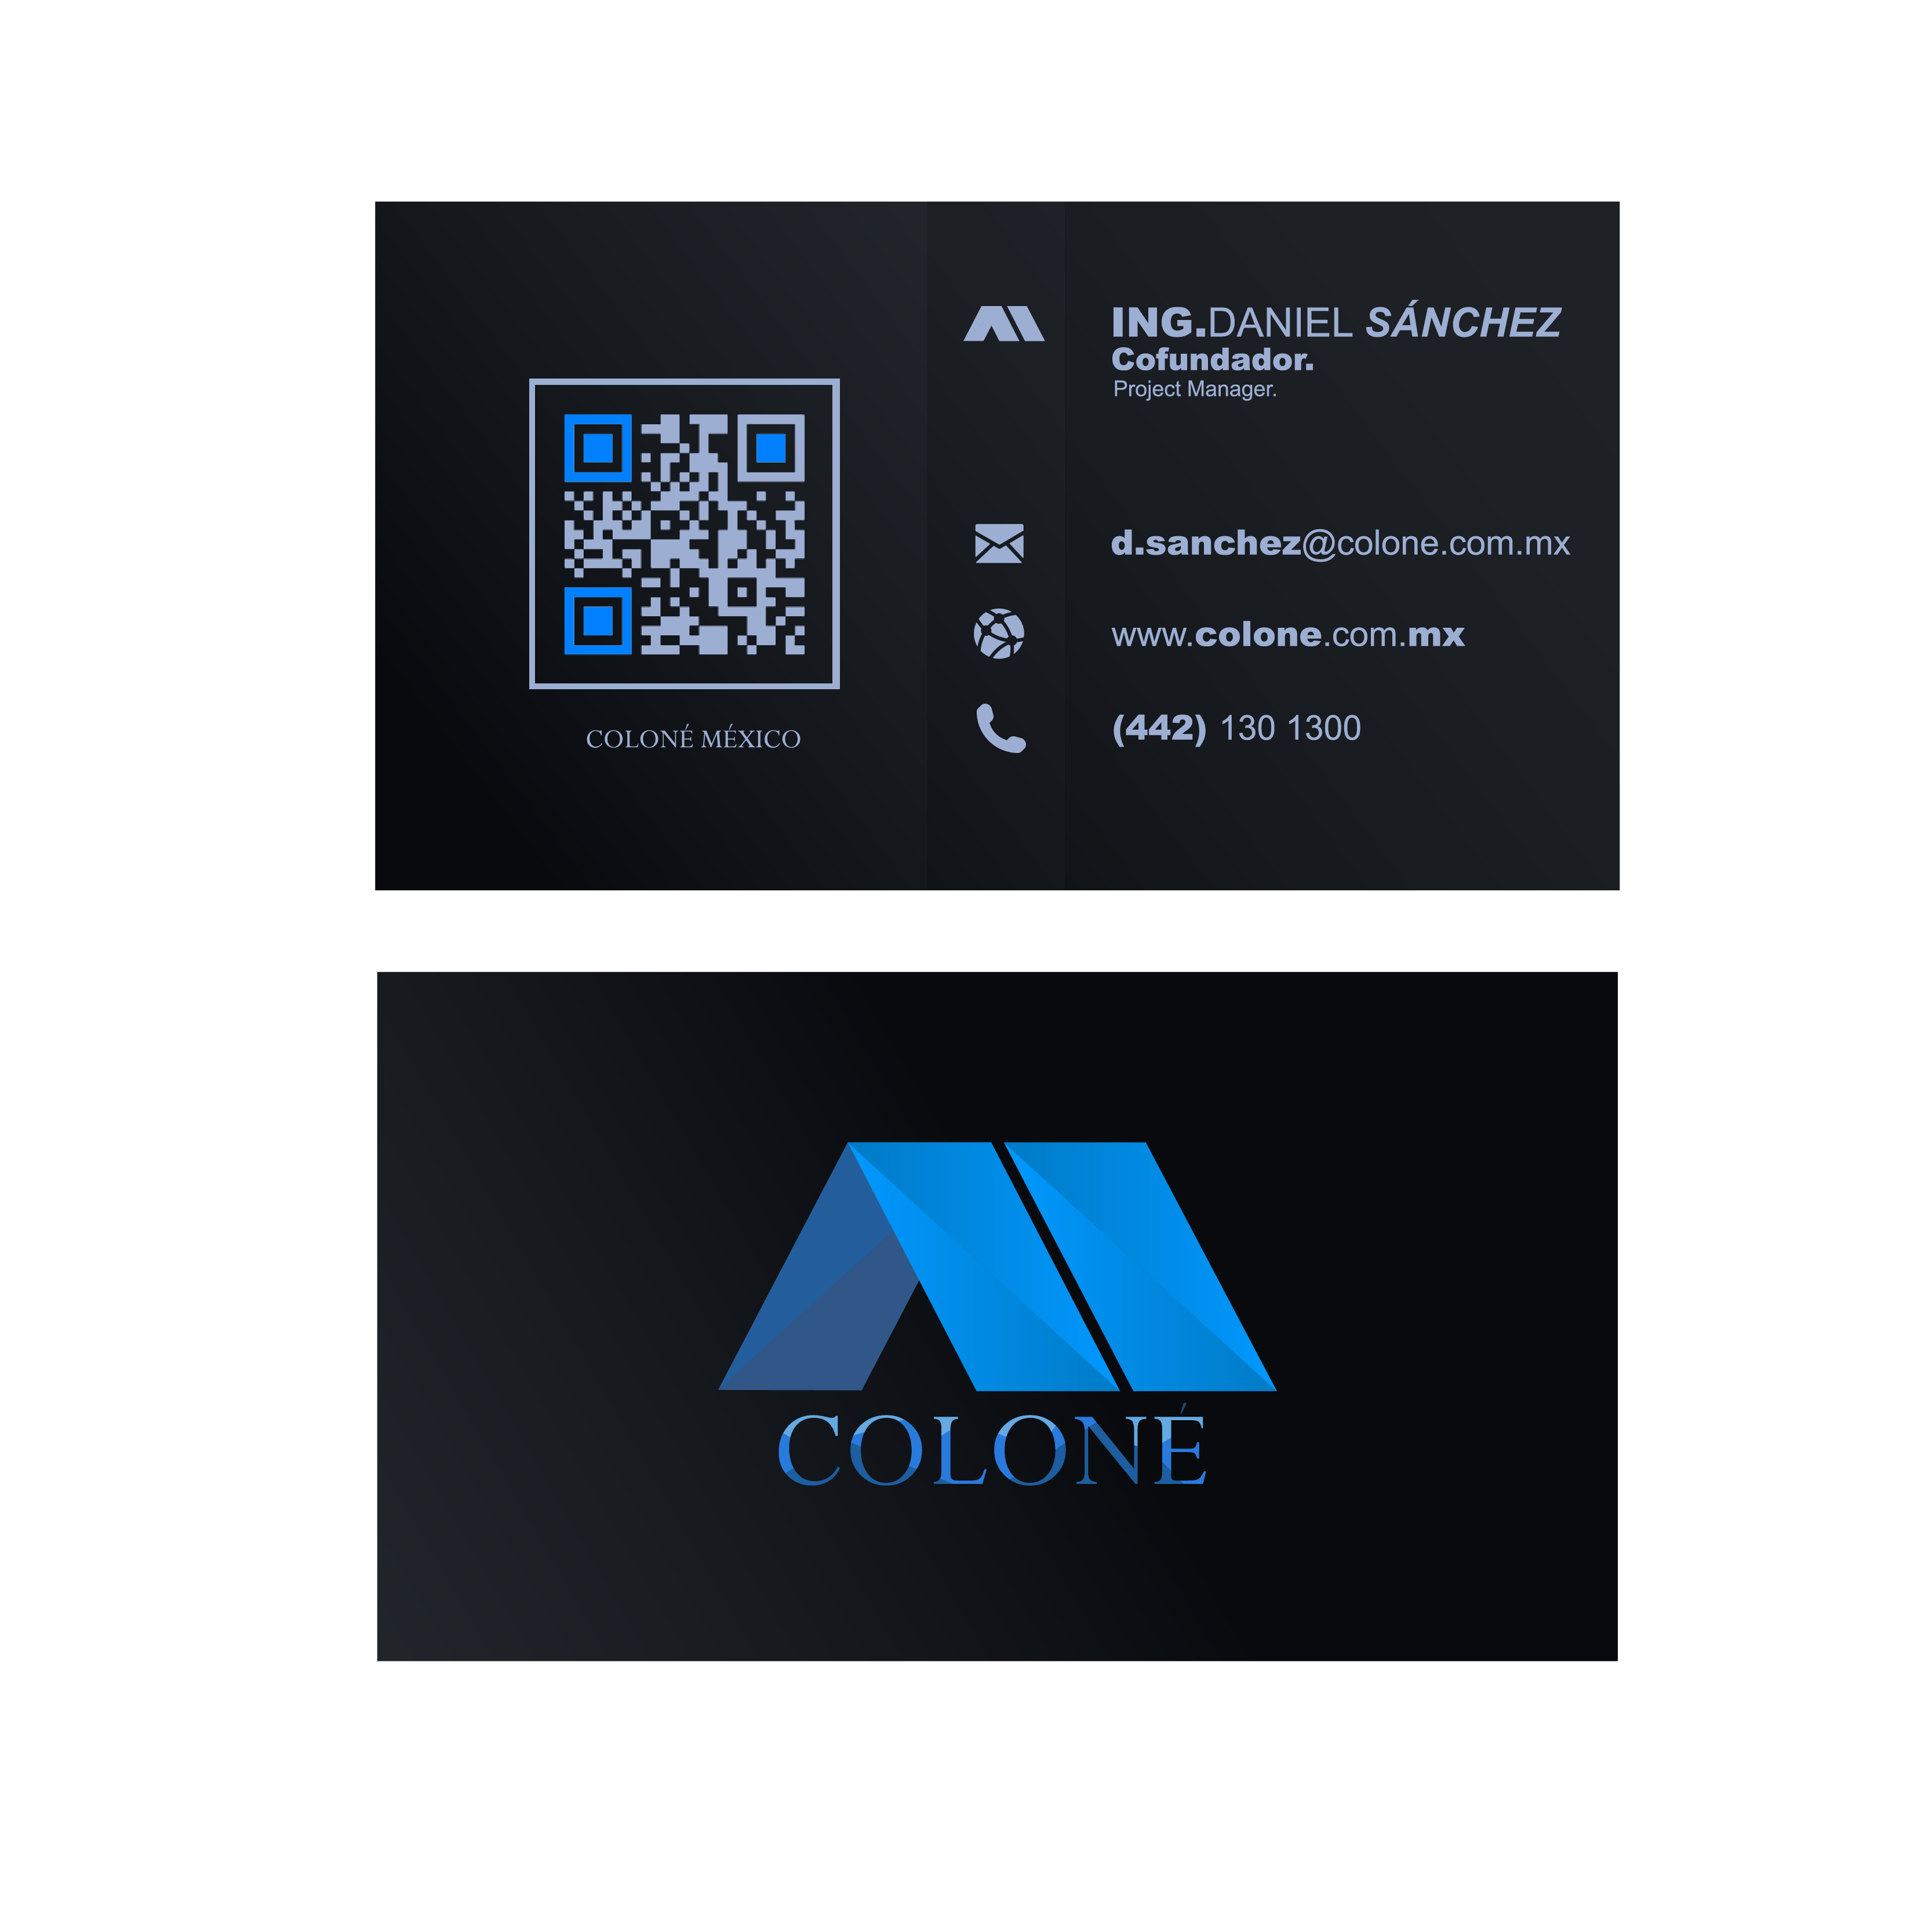 ING.DANIEL SÁNCHEZ
Cofundador.
Project Manager.
d.sanchez@colone.com.mx
www.colone.com.mx
(442) 130 1300
COLONÉ MÉXICO
COLONÉ